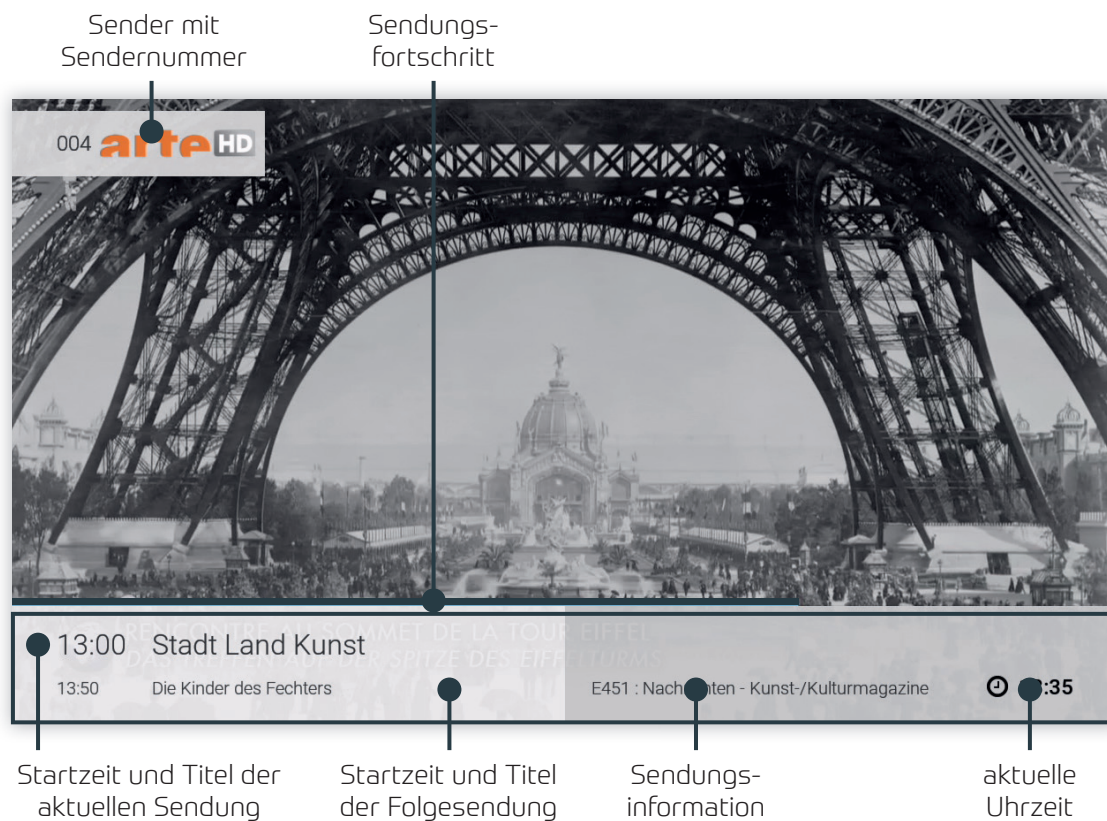 Sender mit
Sendernummer
Sendungs-
fortschritt
004 arte HD
RENCONTRE AU SOMMET DE LA TOUR EIFFEL
DAS TREFFEN AUF DER SPITZE DES EIFFELTURMS
13:00 Stadt Land Kunst
13:50 Die Kinder des Fechters
E451 : Nachrichten - Kunst-/Kulturmagazine
:35
Startzeit und Titel der
aktuellen Sendung
Startzeit und Titel
der Folgesendung
Sendungs-
information
aktuelle
Uhrzeit